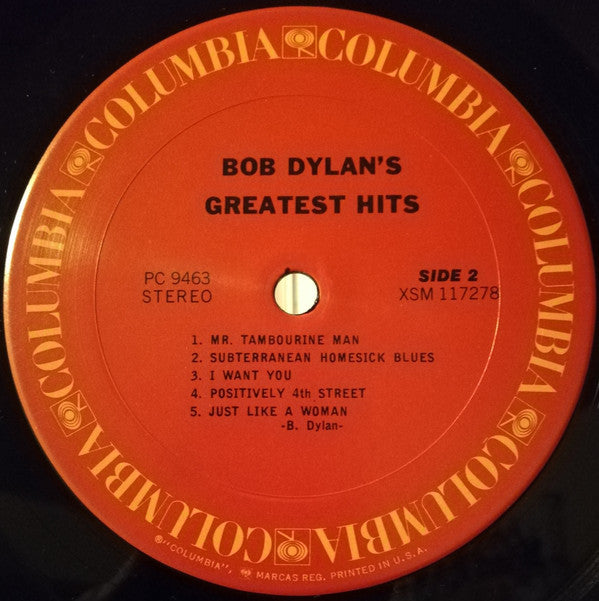 COLUMBIA COLUMBIA COLUMBIA COLUMBIA COLUMBIA COLUMBIA
BOB DYLAN'S
GREATEST HITS
PC 9463
STEREO
SIDE 2
XSM 117278
1. MR. TAMBOURINE MAN
2. SUBTERRANEAN HOMESICK BLUES
3. I WANT YOU
4. POSITIVELY 4th STREET
5. JUST LIKE A WOMAN
-B. Dylan-
®"COLUMBIA", MARCAS REG. PRINTED IN U.S.A.